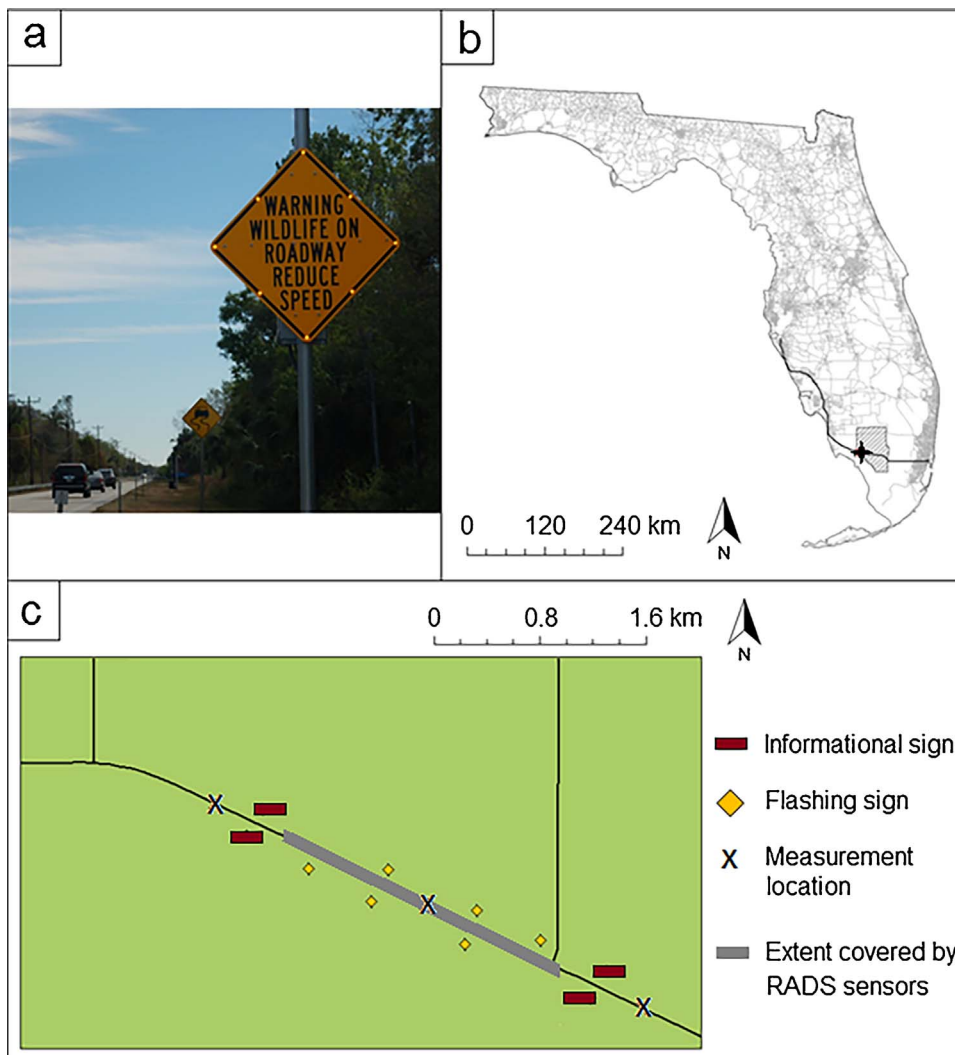 a
WARNING
WILDLIFE ON
ROADWAY
REDUCE
SPEED
b
0 120 240 km
N
c
0 0.8 1.6 km
N
Informational sign
Flashing sign
X Measurement
location
Extent covered by
RADS sensors
X
X
X